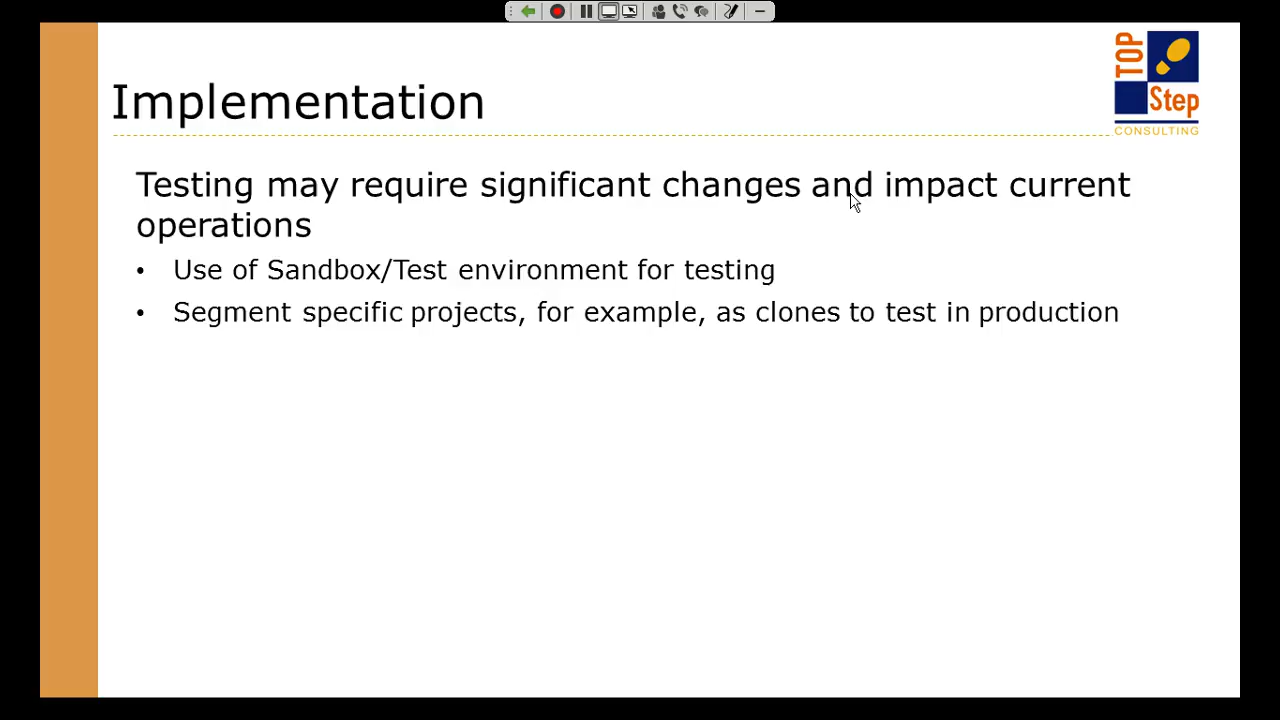 Implementation
TOP
Step
CONSULTING
Testing may require significant changes and impact current
operations
• Use of Sandbox/Test environment for testing
• Segment specific projects, for example, as clones to test in production